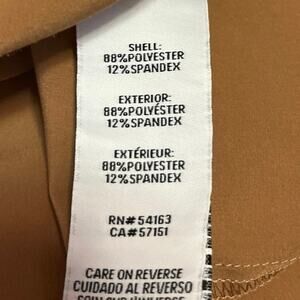 SHELL:
88%POLYESTER
12%SPANDEX
EXTERIOR:
88%POLYÉSTER
12%SPANDEX
EXTÉRIEUR:
88%POLYESTER
12%SPANDEX
RN# 54163
CA# 57151
CARE ON REVERSE
CUIDADO AL REVERSO